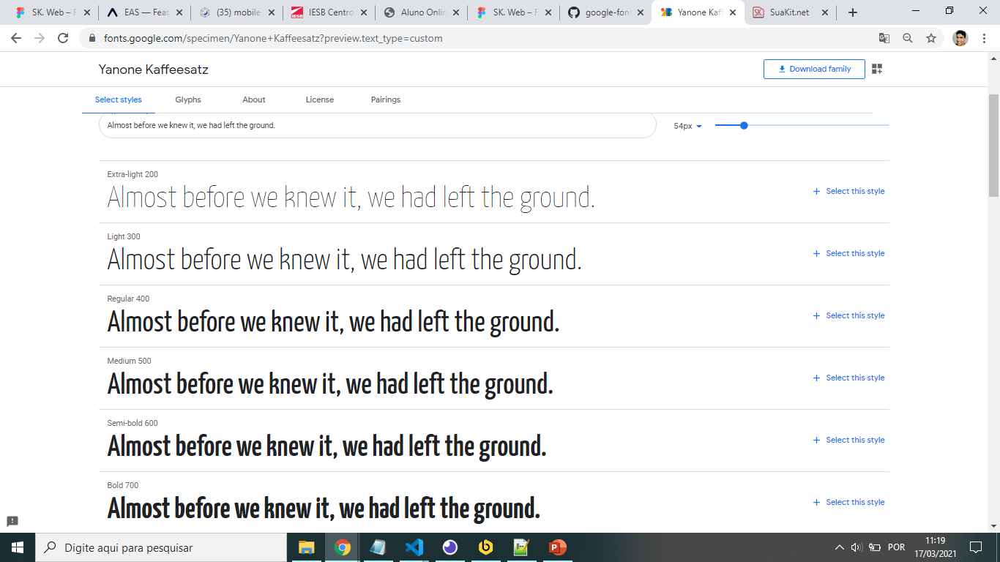 SK. Web – F
EAS — Feat
(35) mobile
IESB Centro
Aluno Onlin
SK. Web – F
google-font
Yanone Kaff
SK. SuaKit.net
fonts.google.com/specimen/Yanone+Kaffeesatz?preview.text_type=custom
Yanone Kaffeesatz
Download family
Select styles
Glyphs
About
License
Pairings
Almost before we knew it, we had left the ground.
54px
Extra-light 200
Almost before we knew it, we had left the ground.
Select this style
Light 300
Almost before we knew it, we had left the ground.
Select this style
Regular 400
Almost before we knew it, we had left the ground.
Select this style
Medium 500
Almost before we knew it, we had left the ground.
Select this style
Semi-bold 600
Almost before we knew it, we had left the ground.
Select this style
Bold 700
Almost before we knew it, we had left the ground.
Select this style
Digite aqui para pesquisar
POR
11:19
17/03/2021